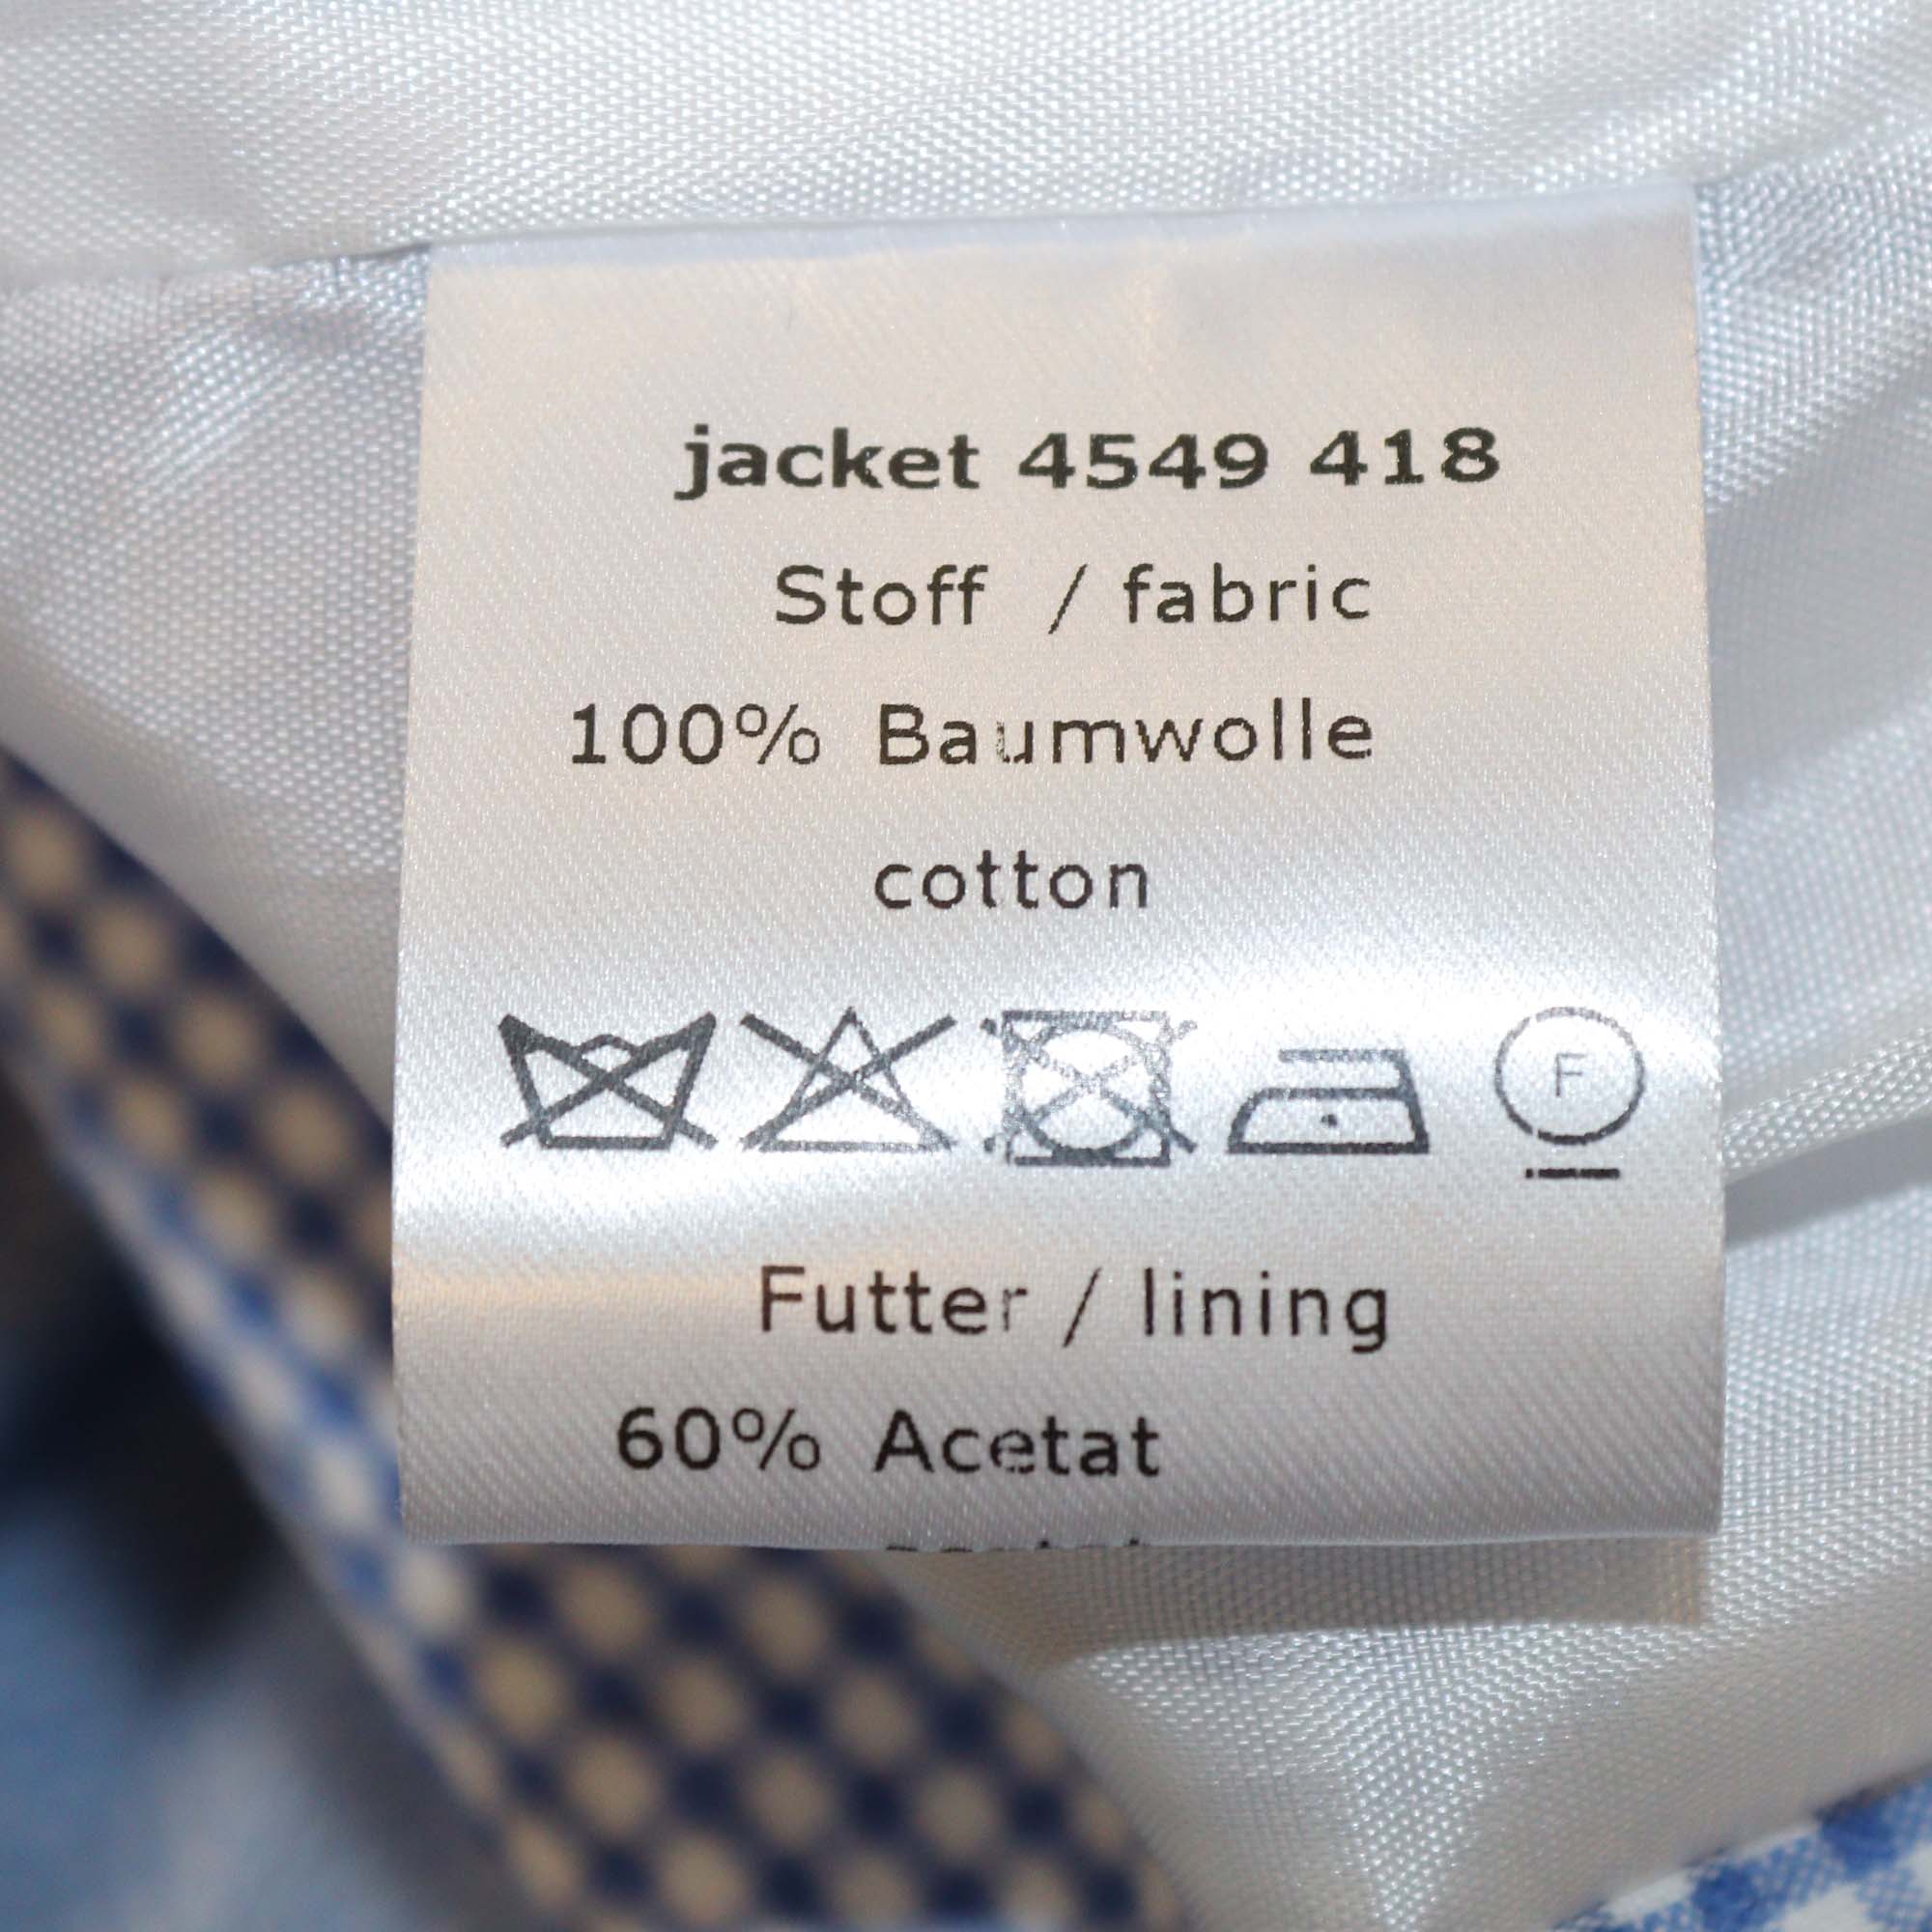 jacket 4549 418
Stoff / fabric
100% Baumwolle
cotton
F
Futter / lining
60% Acetat